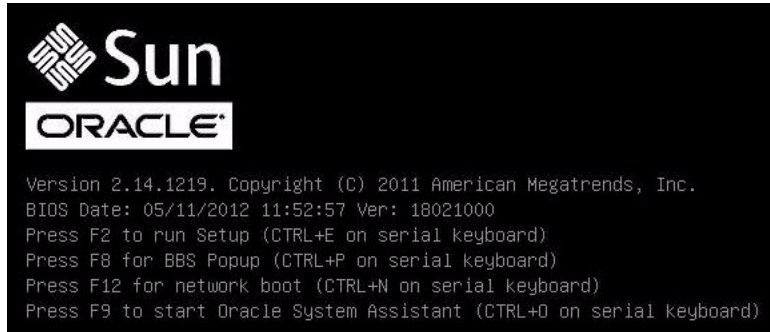 Sun
ORACLE
Version 2.14.1219. Copyright (C) 2011 American Megatrends, Inc.
BIOS Date: 05/11/2012 11:52:57 Ver: 18021000
Press F2 to run Setup (CTRL+E on serial keyboard)
Press F8 for BBS Popup (CTRL+P on serial keyboard)
Press F12 for network boot (CTRL+N on serial keyboard)
Press F9 to start Oracle System Assistant (CTRL+O on serial keyboard)